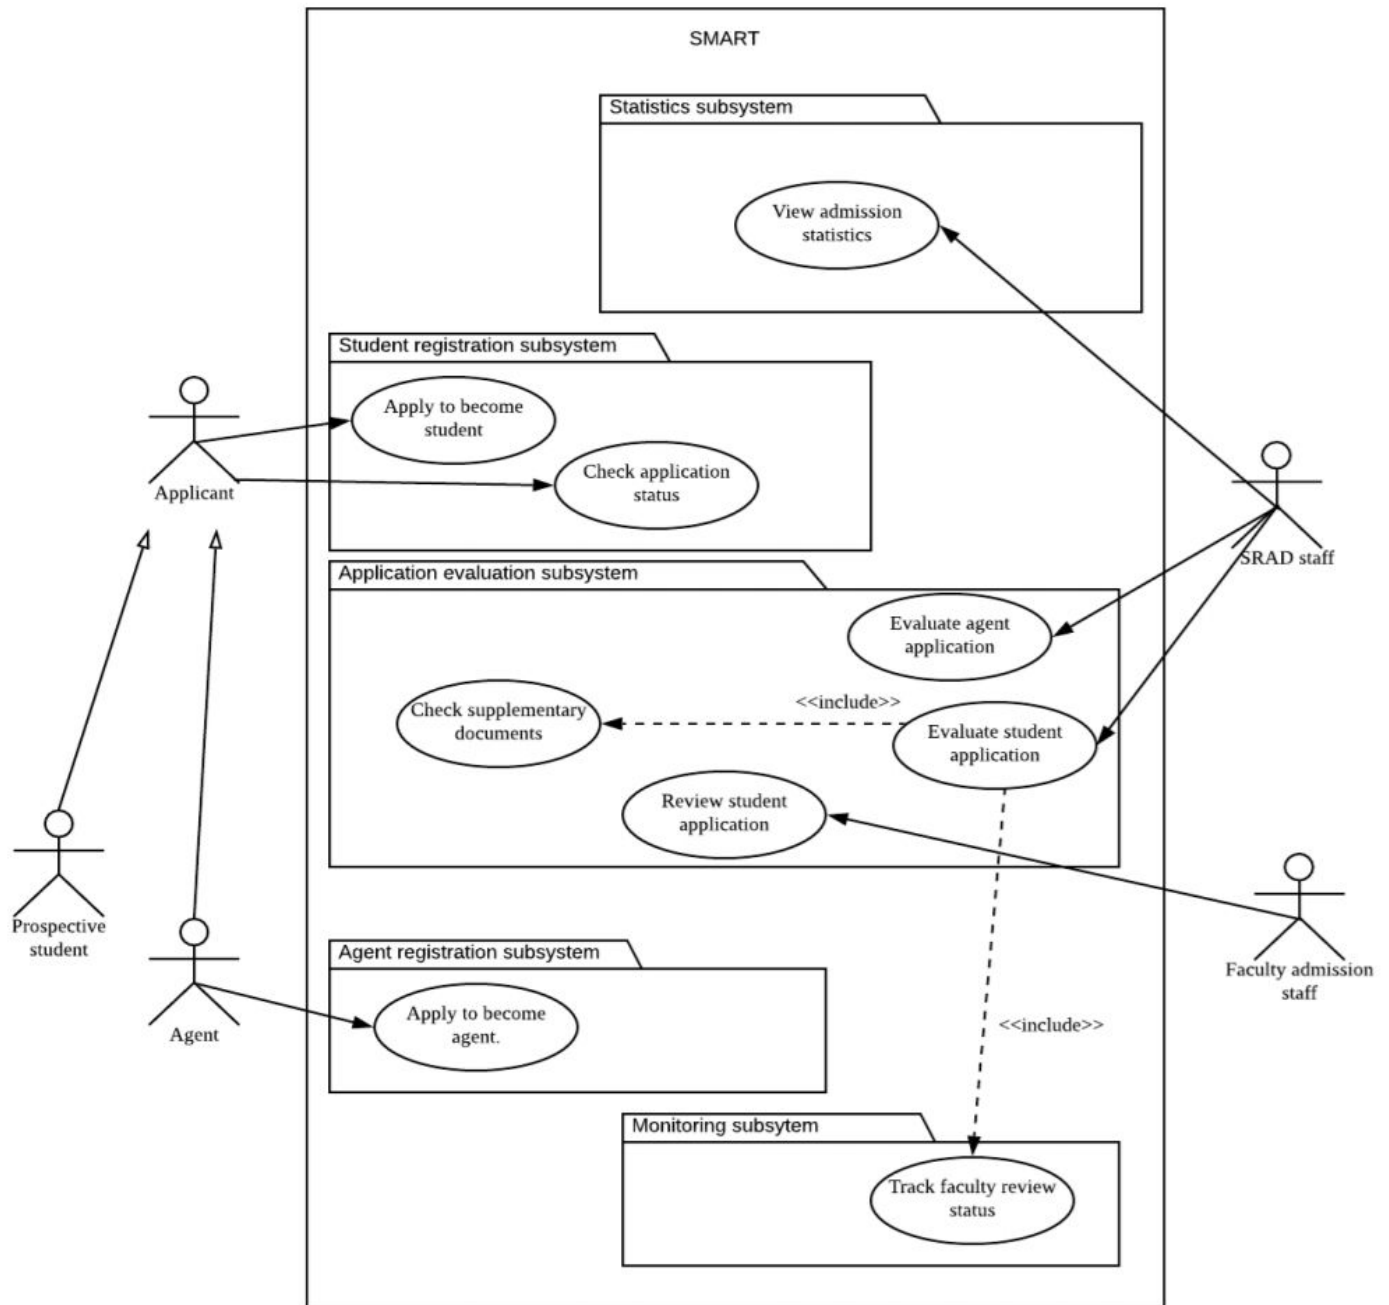 SMART
Statistics subsystem
View admission
statistics
Student registration subsystem
Apply to become
student
Check application
status
Applicant
SRAD staff
Application evaluation subsystem
Evaluate agent
application
<<include>>
Check supplementary
documents
Evaluate student
application
Review student
application
Prospective
student
Agent registration subsystem
Faculty admission
staff
Apply to become
agent.
Agent
<<include>>
Monitoring subsytem
Track faculty review
status